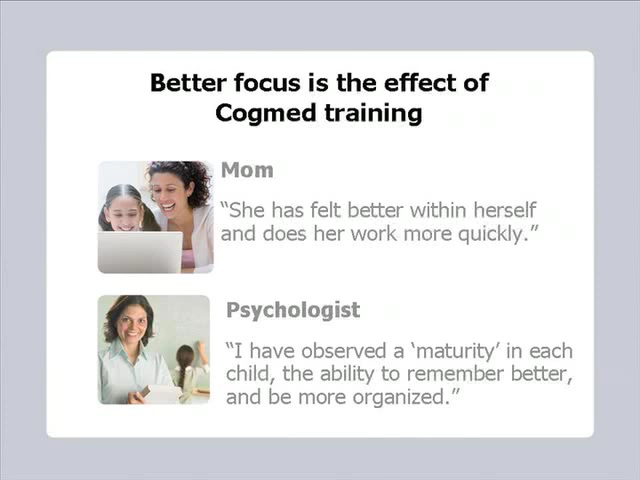 Better focus is the effect of
Cogmed training
Mom
“She has felt better within herself
and does her work more quickly.”
Psychologist
“I have observed a ‘maturity’ in each
child, the ability to remember better,
and be more organized.”